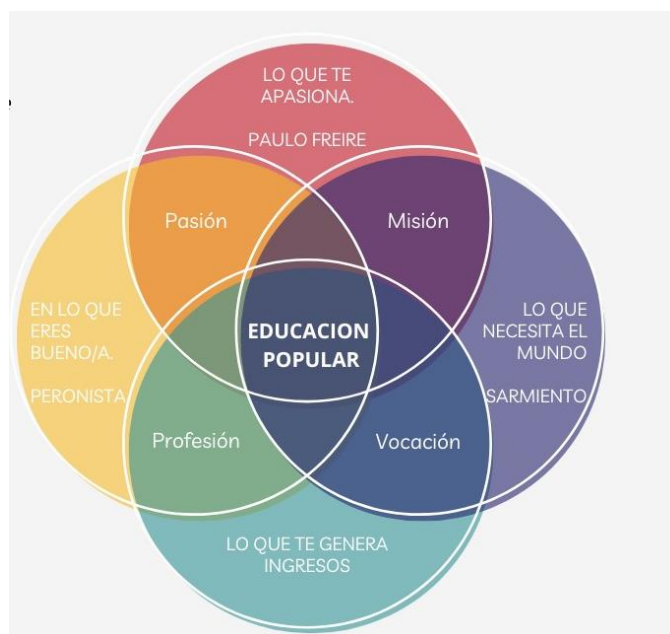 LO QUE TE
APASIONA.
PAULO FREIRE
Pasión
Misión
EN LO QUE
ERES
BUENO/A.
PERONISTA
EDUCACION
POPULAR
LO QUE
NECESITA EL
MUNDO
SARMIENTO
Profesión
Vocación
LO QUE TE GENERA
INGRESOS